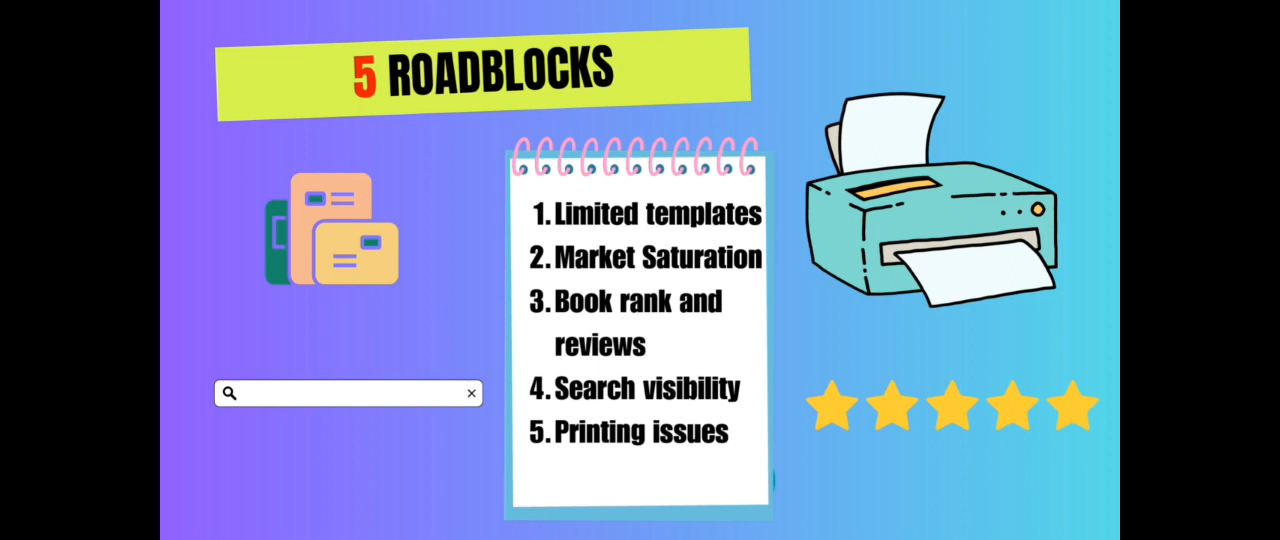 5 ROADBLOCKS
1. Limited templates
2. Market Saturation
3. Book rank and
reviews
4. Search visibility
5. Printing issues